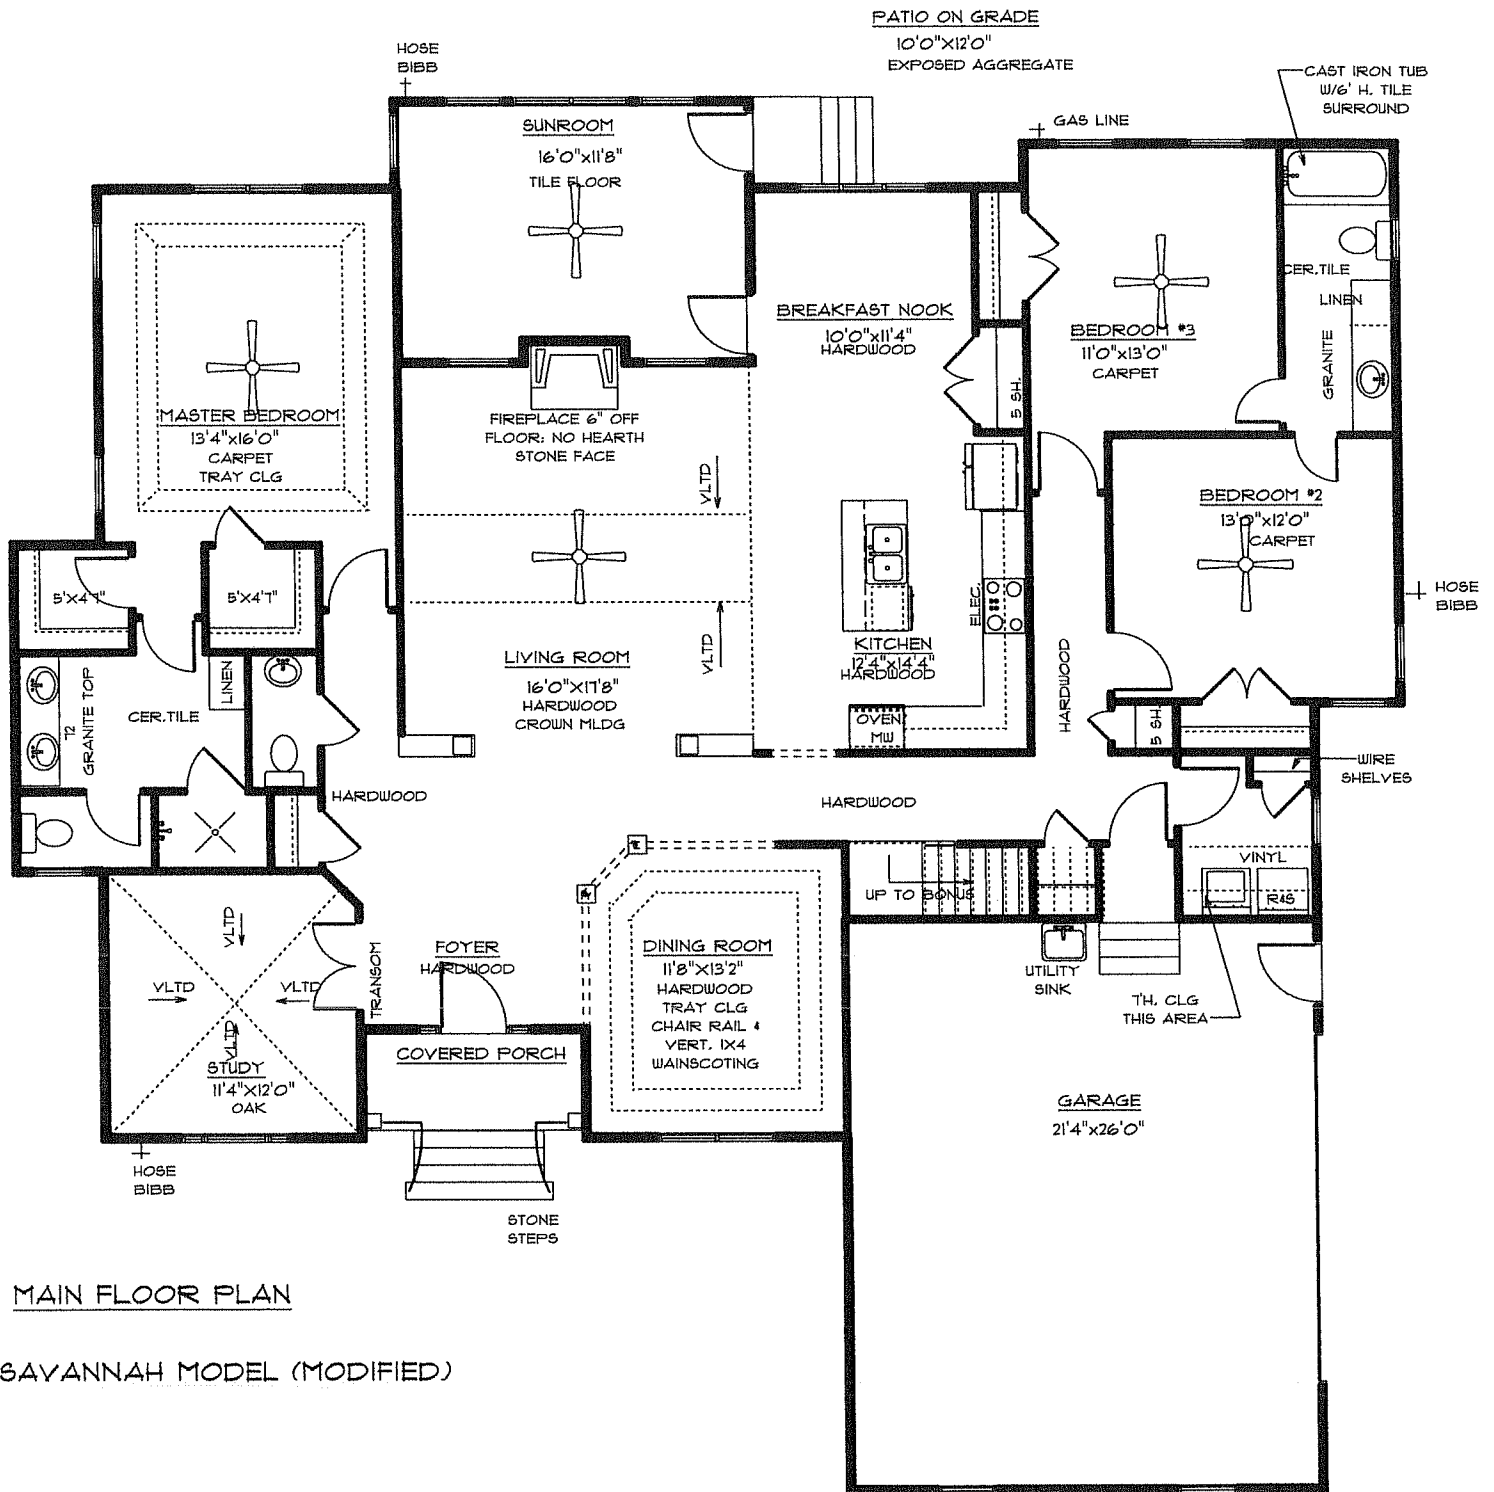 PATIO ON GRADE
10'0"X12'0"
EXPOSED AGGREGATE
HOSE
BIBB
CAST IRON TUB
W/6' H. TILE
SURROUND
GAS LINE
SUNROOM
16'0"x11'8"
TILE FLOOR
CER.TILE
LINEN
GRANITE
BREAKFAST NOOK
10'0"x11'4"
HARDWOOD
BEDROOM #3
11'0"x13'0"
CARPET
5 SH.
MASTER BEDROOM
13'4"x16'0"
CARPET
TRAY CLG
FIREPLACE 6" OFF
FLOOR: NO HEARTH
STONE FACE
VLTD
VLTD
BEDROOM #2
13'0"x12'0"
CARPET
HOSE
BIBB
5'X4'7"
5'X4'7"
ELEC.
KITCHEN
12'4"x14'4"
HARDWOOD
HARDWOOD
LIVING ROOM
16'0"X17'8"
HARDWOOD
CROWN MLDG
LINEN
CER.TILE
72
GRANITE TOP
OVEN/
MW
5 SH.
WIRE
SHELVES
HARDWOOD
HARDWOOD
VINYL
R&S
UP TO BONUS
VLTD
VLTD
VLTD
VLTD
STUDY
11'4"X12'0"
OAK
TRANSOM
FOYER
HARDWOOD
COVERED PORCH
DINING ROOM
11'8"X13'2"
HARDWOOD
TRAY CLG
CHAIR RAIL &
VERT. 1X4
WAINSCOTING
UTILITY
SINK
7'H. CLG
THIS AREA
GARAGE
21'4"x26'0"
HOSE
BIBB
STONE
STEPS
MAIN FLOOR PLAN
SAVANNAH MODEL (MODIFIED)